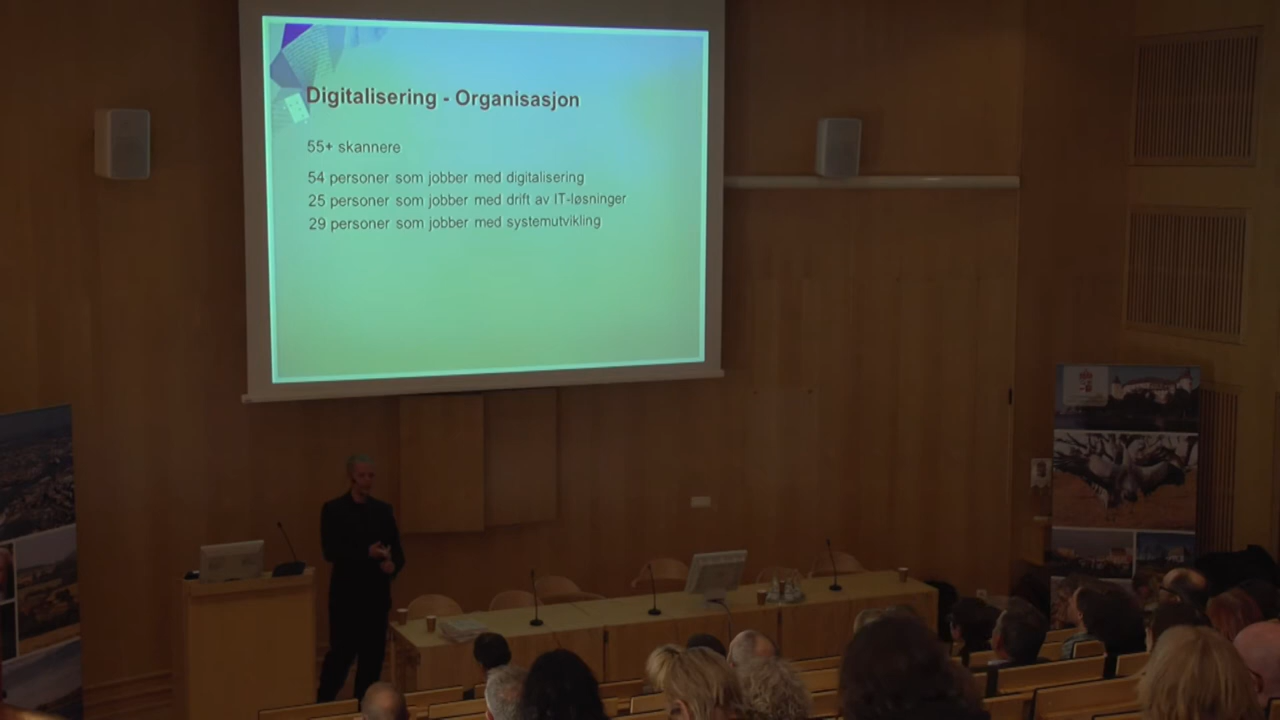 Digitalisering - Organisasjon
55+ skannere
54 personer som jobber med digitalisering
25 personer som jobber med drift av IT-løsninger
29 personer som jobber med systemutvikling